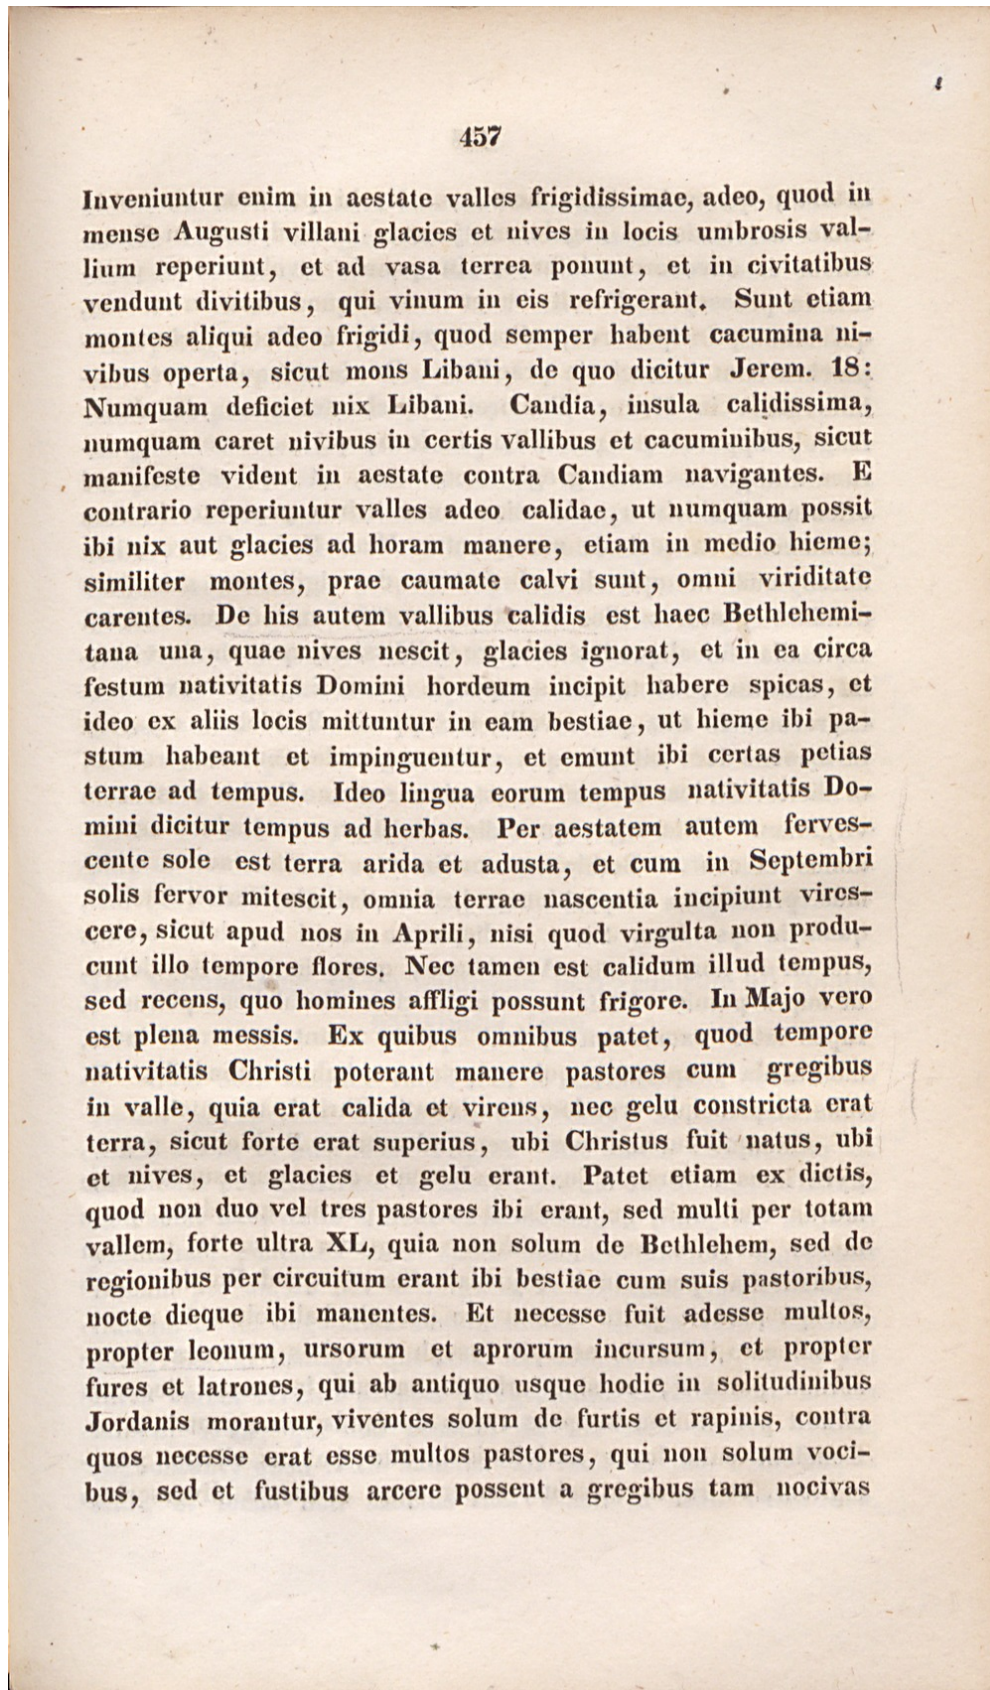 457
Inveniuntur enim in aestate valles frigidissimae, adeo, quod in
mense Augusti villani glacies et nives in locis umbrosis val-
lium reperiunt, et ad vasa terrea ponunt, et in civitatibus
vendunt divitibus, qui vinum in eis refrigerant. Sunt etiam
montes aliqui adeo frigidi, quod semper habent cacumina ni-
vibus operta, sicut mons Libani, de quo dicitur Jerem. 18:
Numquam deficiet nix Libani. Candia, insula calidissima,
numquam caret nivibus in certis vallibus et cacuminibus, sicut
manifeste vident in aestate contra Candiam navigantes. E
contrario reperiuntur valles adeo calidae, ut numquam possit
ibi nix aut glacies ad horam manere, etiam in medio hieme;
similiter montes, prae caumate calvi sunt, omni viriditate
carentes. De his autem vallibus calidis est haec Bethlehemi-
tana una, quae nives nescit, glacies ignorat, et in ea circa
festum nativitatis Domini hordeum incipit habere spicas, et
ideo ex aliis locis mittuntur in eam bestiae, ut hieme ibi pa-
stum habeant et impinguentur, et emunt ibi certas petias
terrae ad tempus. Ideo lingua eorum tempus nativitatis Do-
mini dicitur tempus ad herbas. Per aestatem autem ferves-
cente sole est terra arida et adusta, et cum in Septembri
solis fervor mitescit, omnia terrae nascentia incipiunt vires-
cere, sicut apud nos in Aprili, nisi quod virgulta non produ-
cunt illo tempore flores. Nec tamen est calidum illud tempus,
sed recens, quo homines affligi possunt frigore. In Majo vero
est plena messis. Ex quibus omnibus patet, quod tempore
nativitatis Christi poterant manere pastores cum gregibus
in valle, quia erat calida et virens, nec gelu constricta erat
terra, sicut forte erat superius, ubi Christus fuit natus, ubi
et nives, et glacies et gelu erant. Patet etiam ex dictis,
quod non duo vel tres pastores ibi erant, sed multi per totam
vallem, forte ultra XL, quia non solum de Bethlehem, sed de
regionibus per circuitum erant ibi bestiae cum suis pastoribus,
nocte dieque ibi manentes. Et necesse fuit adesse multos,
propter leonum, ursorum et aprorum incursum, et propter
fures et latrones, qui ab antiquo usque hodie in solitudinibus
Jordanis morantur, viventes solum de furtis et rapinis, contra
quos necesse erat esse multos pastores, qui non solum voci-
bus, sed et fustibus arcere possent a gregibus tam nocivas